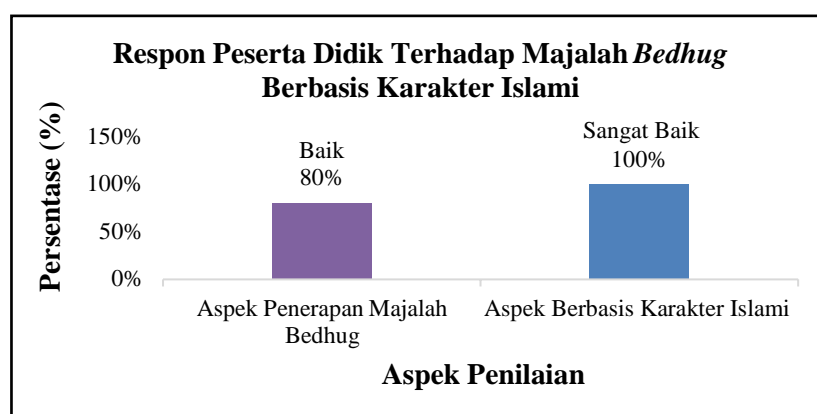 Respon Peserta Didik Terhadap Majalah Bedhug
Berbasis Karakter Islami
Persentase (%)
150%
100%
50%
0%
Baik
80%
Sangat Baik
100%
Aspek Penerapan Majalah
Bedhug
Aspek Berbasis Karakter Islami
Aspek Penilaian